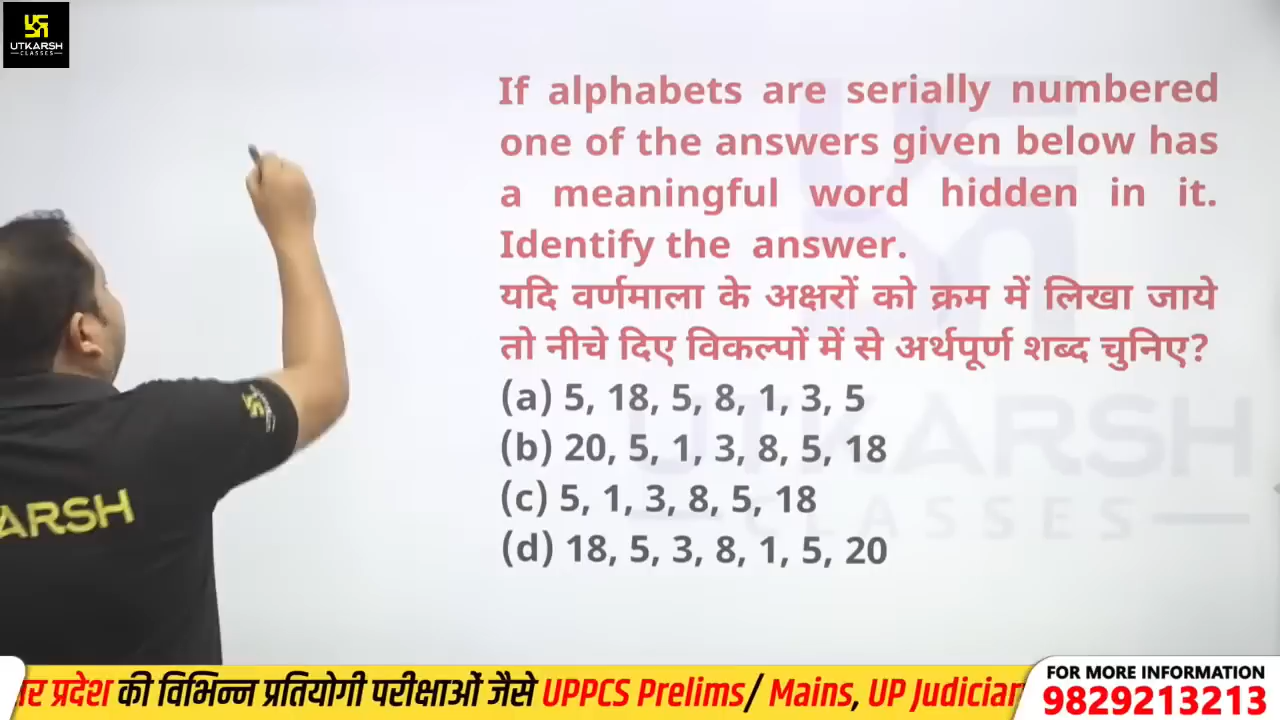 UTKARSH
CLASSES
If alphabets are serially numbered
one of the answers given below has
a meaningful word hidden in it.
Identify the answer.
यदि वर्णमाला के अक्षरों को क्रम में लिखा जाये
तो नीचे दिए विकल्पों में से अर्थपूर्ण शब्द चुनिए?
(a) 5, 18, 5, 8, 1, 3, 5
(b) 20, 5, 1, 3, 8, 5, 18
(c) 5, 1, 3, 8, 5, 18
(d) 18, 5, 3, 8, 1, 5, 20
UTKARSH
CLASSES
ARSH
प्रदेश की विभिन्न प्रतियोगी परीक्षाओं जैसे UPPCS Prelims/ Mains, UP Judiciar
FOR MORE INFORMATION
9829213213